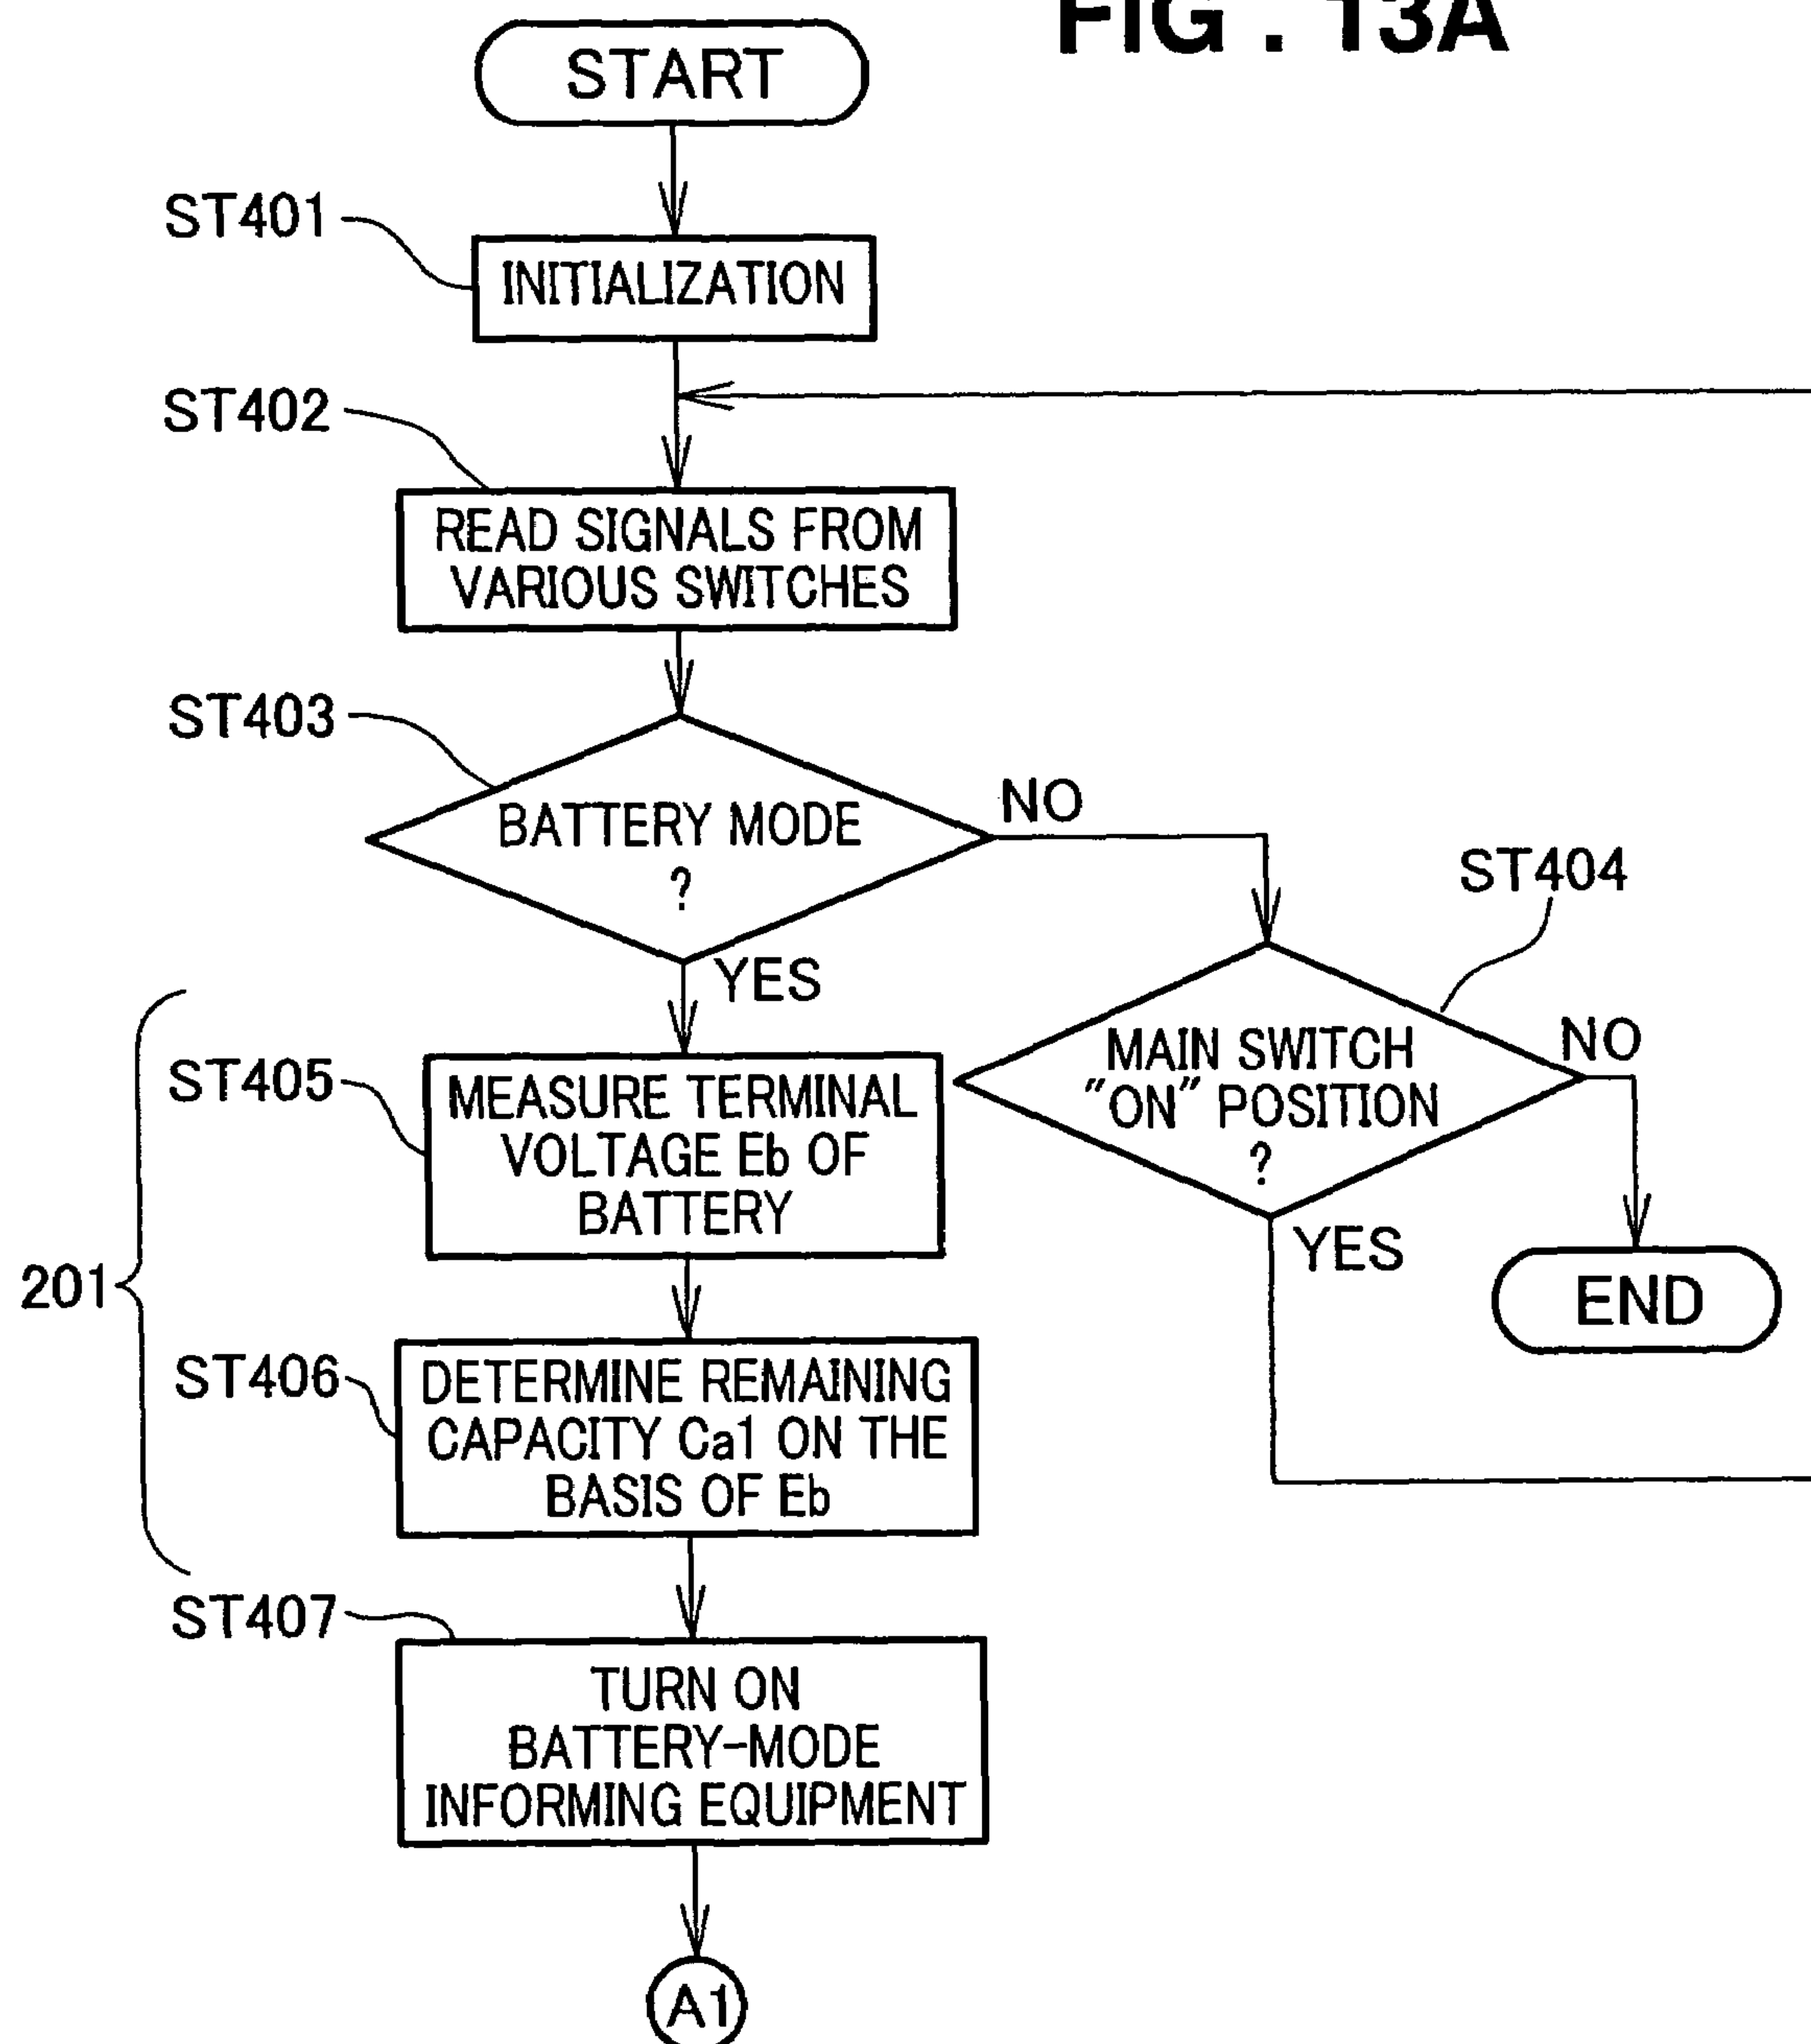 FIG. 13A
START
ST401
INITIALIZATION
ST402
READ SIGNALS FROM
VARIOUS SWITCHES
ST403
BATTERY MODE
?
NO
YES
ST404
MAIN SWITCH
"ON" POSITION
?
NO
YES
END
201
ST405
MEASURE TERMINAL
VOLTAGE Eb OF
BATTERY
ST406
DETERMINE REMAINING
CAPACITY Ca1 ON THE
BASIS OF Eb
ST407
TURN ON
BATTERY-MODE
INFORMING EQUIPMENT
A1